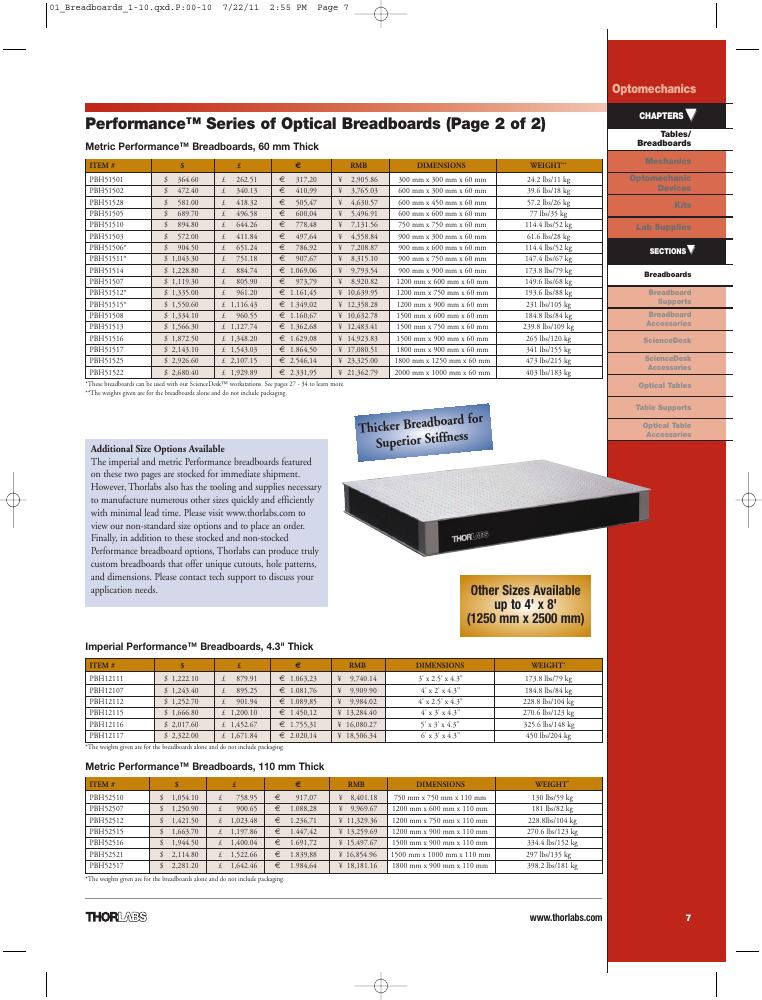 01_Breadboards_1-10.qxd.P:00-10 7/22/11 2:55 PM Page 7
Optomechanics
CHAPTERS
Tables/
Breadboards
Mechanics
Optomechanic
Devices
Kits
Lab Supplies
SECTIONS
Breadboards
Breadboard
Supports
Breadboard
Accessories
ScienceDesk
ScienceDesk
Accessories
Optical Tables
Table Supports
Optical Table
Accessories
Performance™ Series of Optical Breadboards (Page 2 of 2)
Metric Performance™ Breadboards, 60 mm Thick
ITEM # $ £ € RMB DIMENSIONS WEIGHT**
PBH51501 $ 364.60 £ 262.51 € 317,20 ¥ 2,905.86 300 mm x 300 mm x 60 mm 24.2 lbs/11 kg
PBH51502 $ 472.40 £ 340.13 € 410,99 ¥ 3,765.03 600 mm x 300 mm x 60 mm 39.6 lbs/18 kg
PBH51528 $ 581.00 £ 418.32 € 505,47 ¥ 4,630.57 600 mm x 450 mm x 60 mm 57.2 lbs/26 kg
PBH51505 $ 689.70 £ 496.58 € 600,04 ¥ 5,496.91 600 mm x 600 mm x 60 mm 77 lbs/35 kg
PBH51510 $ 894.80 £ 644.26 € 778,48 ¥ 7,131.56 750 mm x 750 mm x 60 mm 114.4 lbs/52 kg
PBH51503 $ 572.00 £ 411.84 € 497,64 ¥ 4,558.84 900 mm x 300 mm x 60 mm 61.6 lbs/28 kg
PBH51506* $ 904.50 £ 651.24 € 786,92 ¥ 7,208.87 900 mm x 600 mm x 60 mm 114.4 lbs/52 kg
PBH51511* $ 1,043.30 £ 751.18 € 907,67 ¥ 8,315.10 900 mm x 750 mm x 60 mm 147.4 lbs/67 kg
PBH51514 $ 1,228.80 £ 884.74 € 1.069,06 ¥ 9,793.54 900 mm x 900 mm x 60 mm 173.8 lbs/79 kg
PBH51507 $ 1,119.30 £ 805.90 € 973,79 ¥ 8,920.82 1200 mm x 600 mm x 60 mm 149.6 lbs/68 kg
PBH51512* $ 1,335.00 £ 961.20 € 1.161,45 ¥ 10,639.95 1200 mm x 750 mm x 60 mm 193.6 lbs/88 kg
PBH51515* $ 1,550.60 £ 1,116.43 € 1.349,02 ¥ 12,358.28 1200 mm x 900 mm x 60 mm 231 lbs/105 kg
PBH51508 $ 1,334.10 £ 960.55 € 1.160,67 ¥ 10,632.78 1500 mm x 600 mm x 60 mm 184.8 lbs/84 kg
PBH51513 $ 1,566.30 £ 1,127.74 € 1.362,68 ¥ 12,483.41 1500 mm x 750 mm x 60 mm 239.8 lbs/109 kg
PBH51516 $ 1,872.50 £ 1,348.20 € 1.629,08 ¥ 14,923.83 1500 mm x 900 mm x 60 mm 265 lbs/120 kg
PBH51517 $ 2,143.10 £ 1,543.03 € 1.864,50 ¥ 17,080.51 1800 mm x 900 mm x 60 mm 341 lbs/155 kg
PBH51525 $ 2,926.60 £ 2,107.15 € 2.546,14 ¥ 23,325.00 1800 mm x 1250 mm x 60 mm 473 lbs/215 kg
PBH51522 $ 2,680.40 £ 1,929.89 € 2.331,95 ¥ 21,362.79 2000 mm x 1000 mm x 60 mm 403 lbs/183 kg
*These breadboards can be used with our ScienceDesk™ workstations. See pages 27 - 34 to learn more.
**The weights given are for the breadboards alone and do not include packaging.
Thicker Breadboard for
Superior Stiffness
Additional Size Options Available
The imperial and metric Performance breadboards featured
on these two pages are stocked for immediate shipment.
However, Thorlabs also has the tooling and supplies necessary
to manufacture numerous other sizes quickly and efficiently
with minimal lead time. Please visit www.thorlabs.com to
view our non-standard size options and to place an order.
Finally, in addition to these stocked and non-stocked
Performance breadboard options, Thorlabs can produce truly
custom breadboards that offer unique cutouts, hole patterns,
and dimensions. Please contact tech support to discuss your
application needs.
THORLABS
Other Sizes Available
up to 4' x 8'
(1250 mm x 2500 mm)
Imperial Performance™ Breadboards, 4.3" Thick
ITEM # $ £ € RMB DIMENSIONS WEIGHT*
PBH12111 $ 1,222.10 £ 879.91 € 1.063,23 ¥ 9,740.14 3' x 2.5' x 4.3" 173.8 lbs/79 kg
PBH12107 $ 1,243.40 £ 895.25 € 1.081,76 ¥ 9,909.90 4' x 2' x 4.3" 184.8 lbs/84 kg
PBH12112 $ 1,252.70 £ 901.94 € 1.089,85 ¥ 9,984.02 4' x 2.5' x 4.3" 228.8 lbs/104 kg
PBH12115 $ 1,666.80 £ 1,200.10 € 1.450,12 ¥ 13,284.40 4' x 3' x 4.3" 270.6 lbs/123 kg
PBH12116 $ 2,017.60 £ 1,452.67 € 1.755,31 ¥ 16,080.27 5' x 3' x 4.3" 325.6 lbs/148 kg
PBH12117 $ 2,322.00 £ 1,671.84 € 2.020,14 ¥ 18,506.34 6' x 3' x 4.3" 450 lbs/204 kg
*The weights given are for the breadboards alone and do not include packaging.
Metric Performance™ Breadboards, 110 mm Thick
ITEM # $ £ € RMB DIMENSIONS WEIGHT*
PBH52510 $ 1,054.10 £ 758.95 € 917,07 ¥ 8,401.18 750 mm x 750 mm x 110 mm 130 lbs/59 kg
PBH52507 $ 1,250.90 £ 900.65 € 1.088,28 ¥ 9,969.67 1200 mm x 600 mm x 110 mm 181 lbs/82 kg
PBH52512 $ 1,421.50 £ 1,023.48 € 1.236,71 ¥ 11,329.36 1200 mm x 750 mm x 110 mm 228.8lbs/104 kg
PBH52515 $ 1,663.70 £ 1,197.86 € 1.447,42 ¥ 13,259.69 1200 mm x 900 mm x 110 mm 270.6 lbs/123 kg
PBH52516 $ 1,944.50 £ 1,400.04 € 1.691,72 ¥ 15,497.67 1500 mm x 900 mm x 110 mm 334.4 lbs/152 kg
PBH52521 $ 2,114.80 £ 1,522.66 € 1.839,88 ¥ 16,854.96 1500 mm x 1000 mm x 110 mm 297 lbs/135 kg
PBH52517 $ 2,281.20 £ 1,642.46 € 1.984,64 ¥ 18,181.16 1800 mm x 900 mm x 110 mm 398.2 lbs/181 kg
*The weights given are for the breadboards alone and do not include packaging.
THORLABS
www.thorlabs.com
7